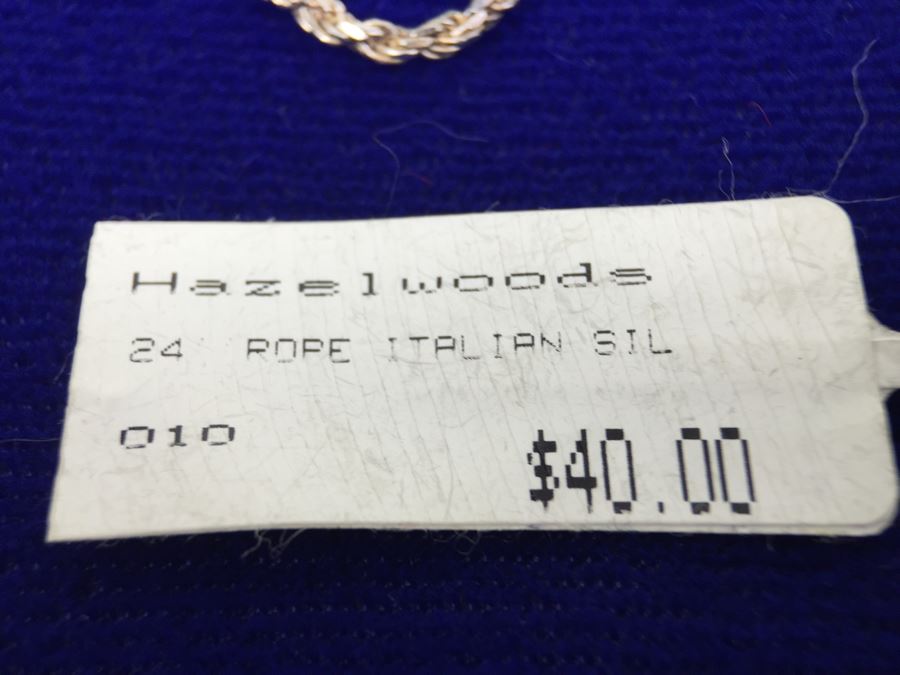 Hazelwoods
24 ROPE ITALIAN SIL
010
$40.00